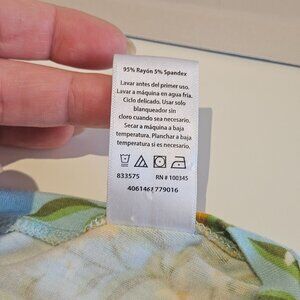 95% Rayón 5% Spandex
Lavar antes del primer uso.
Lavar a máquina en agua fría.
Ciclo delicado. Usar solo
blanqueador sin
cloro cuando sea necesario.
Secar a máquina a baja
temperatura. Planchar a baja
temperatura si es necesario.
833575 RN # 100345
4061461779016